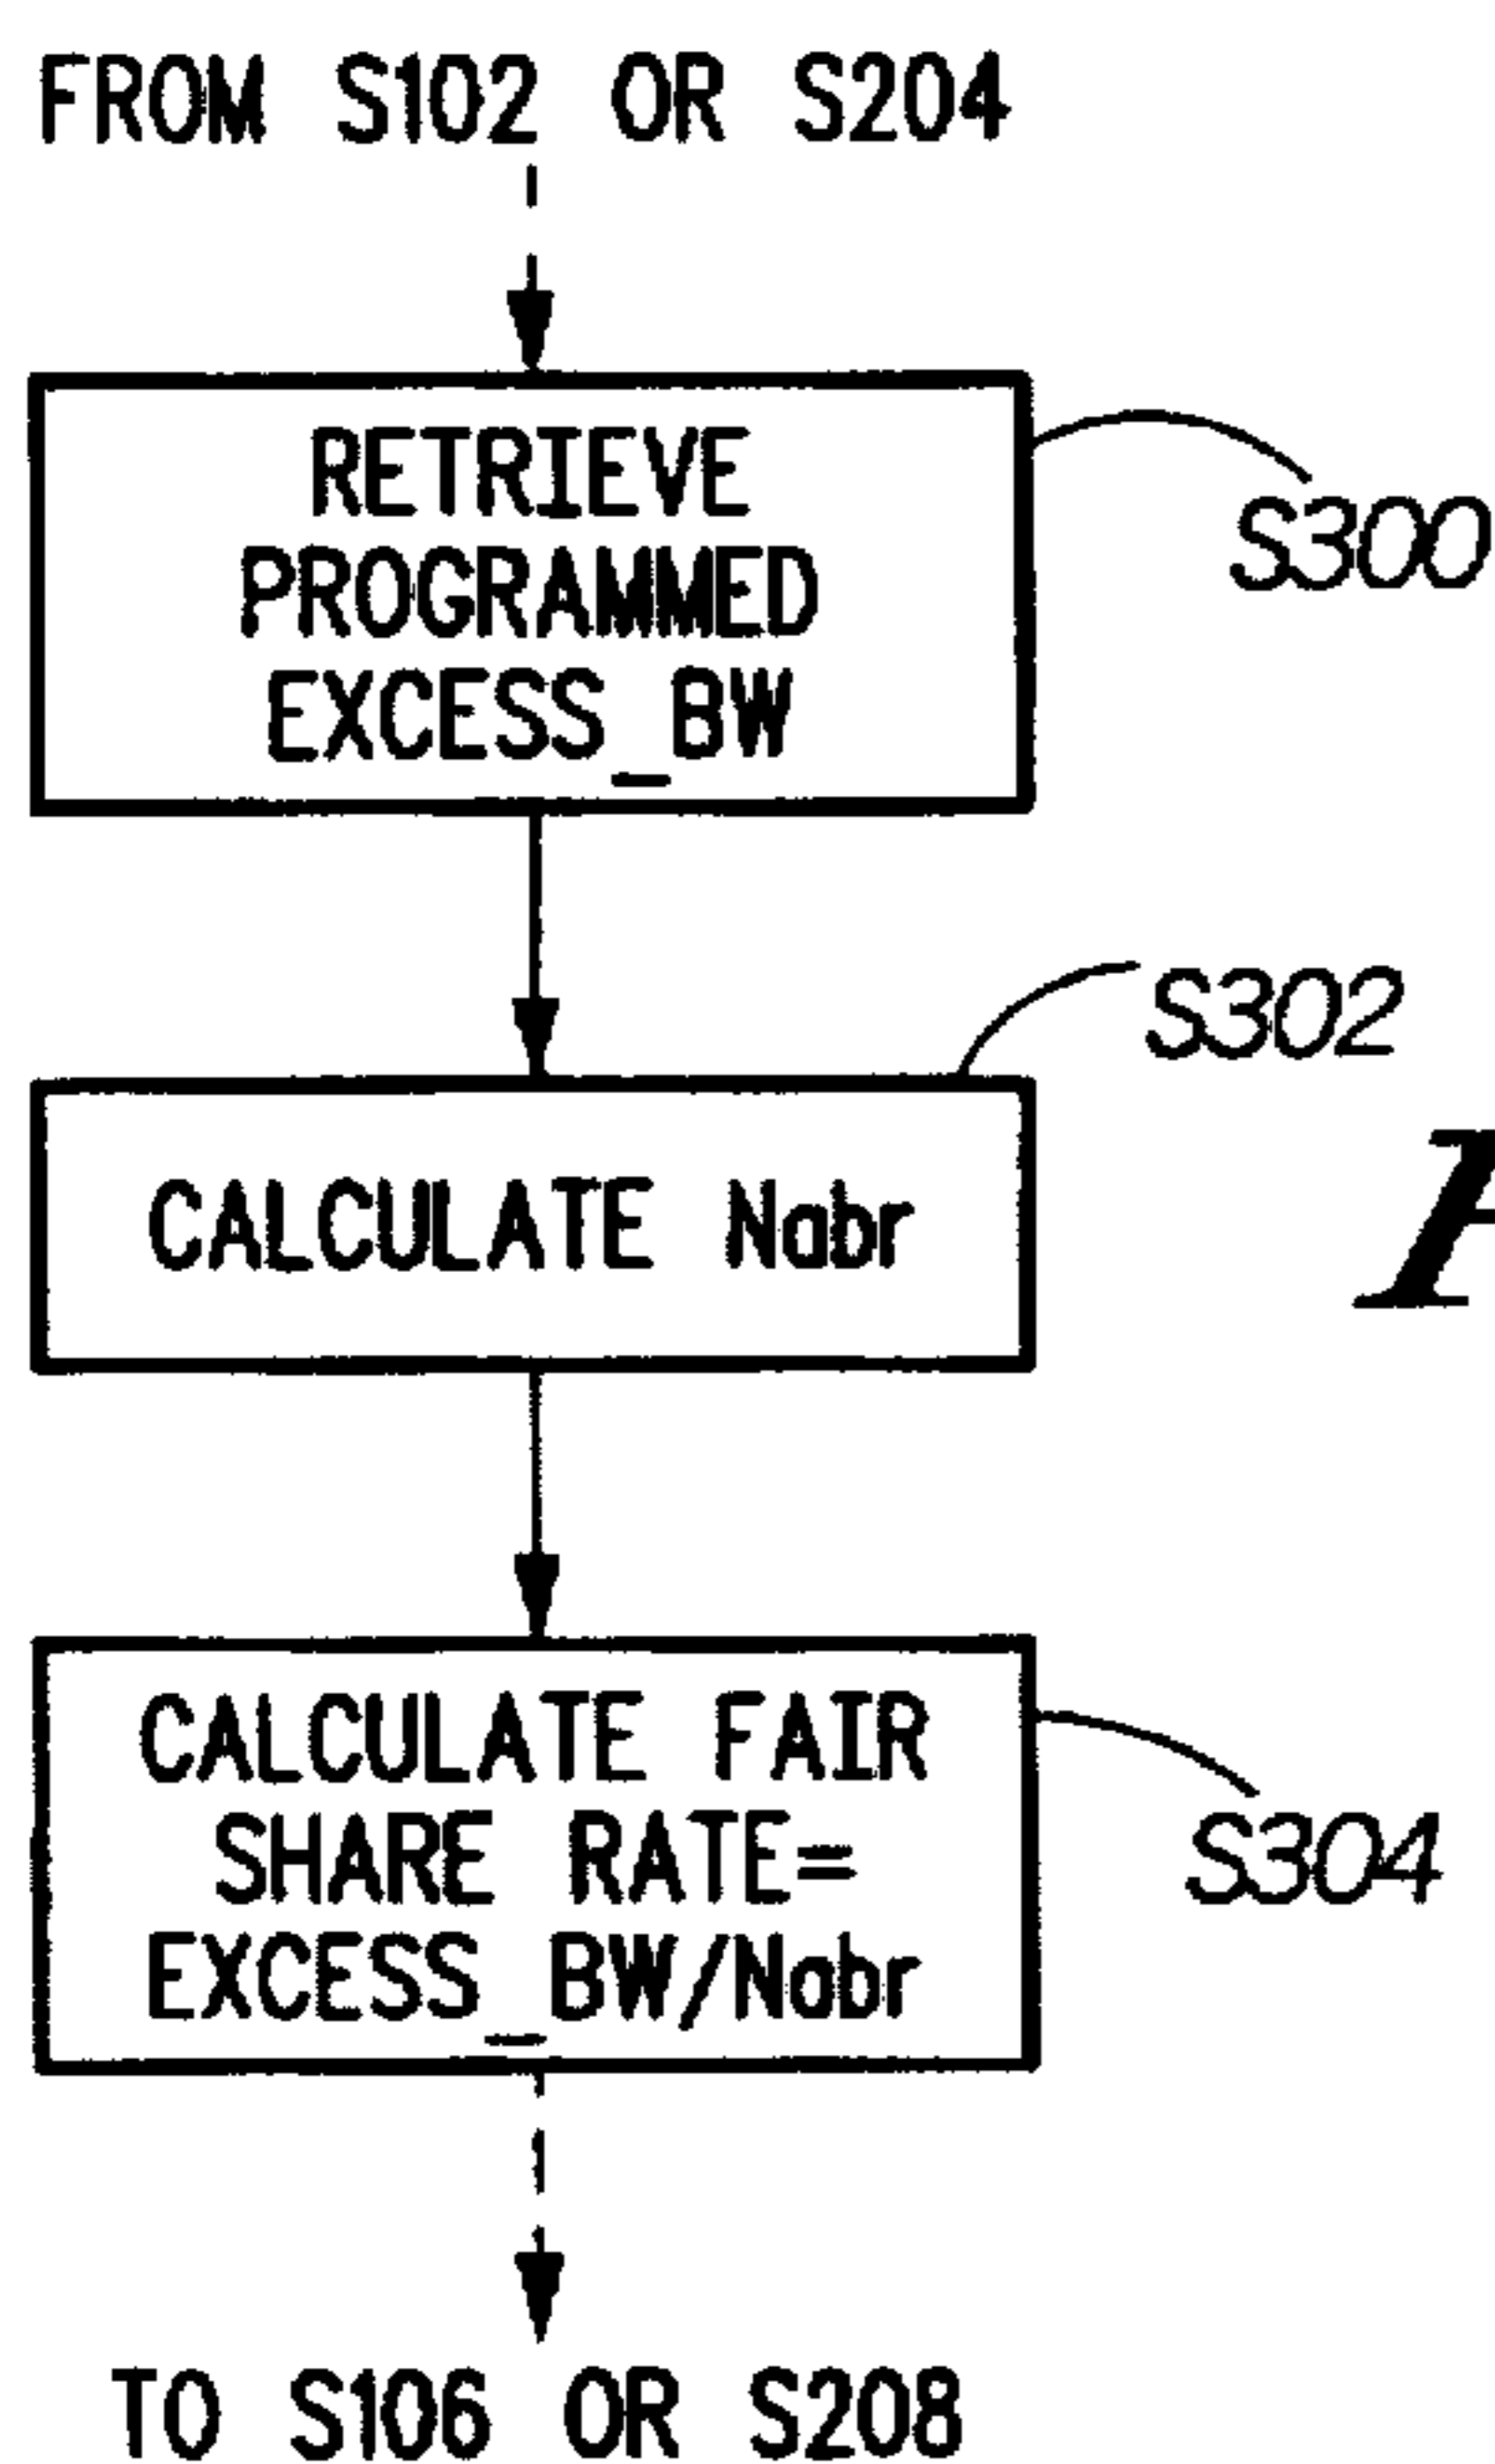 FROM S102 OR S204
RETRIEVE
PROGRAMMED
EXCESS_BW
S300
S302
CALCULATE Nabr
CALCULATE FAIR
SHARE RATE=
EXCESS_BW/Nabr
S304
TO S106 OR S208